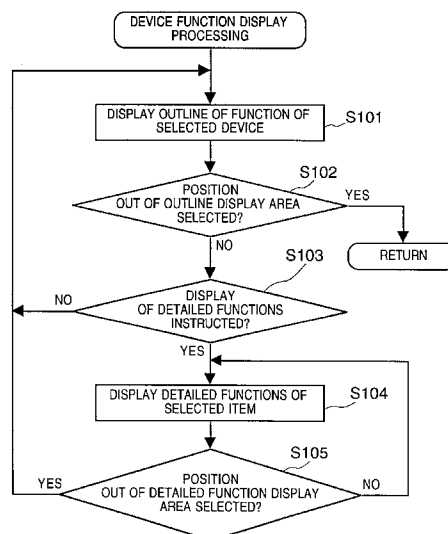 DEVICE FUNCTION DISPLAY
PROCESSING
DISPLAY OUTLINE OF FUNCTION OF
SELECTED DEVICE
S101
S102
POSITION
OUT OF OUTLINE DISPLAY AREA
SELECTED?
YES
NO
RETURN
S103
DISPLAY
OF DETAILED FUNCTIONS
INSTRUCTED?
NO
YES
DISPLAY DETAILED FUNCTIONS OF
SELECTED ITEM
S104
S105
POSITION
OUT OF DETAILED FUNCTION DISPLAY
AREA SELECTED?
YES
NO